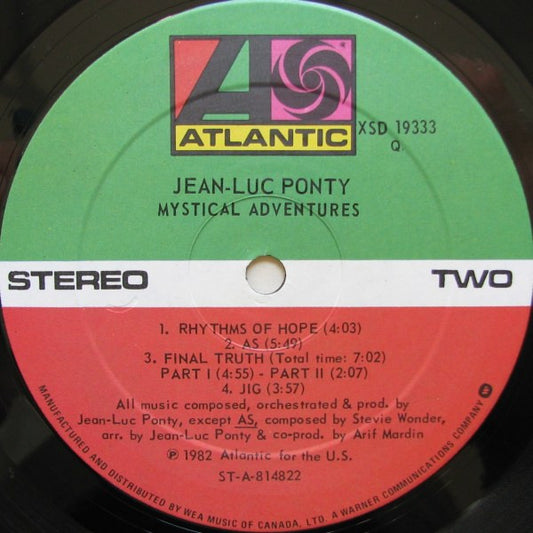 ATLANTIC
XSD 19333
Q.
JEAN-LUC PONTY
MYSTICAL ADVENTURES
STEREO
TWO
1. RHYTHMS OF HOPE (4:03)
2. AS (5:49)
3. FINAL TRUTH (Total time: 7:02)
PART I (4:55) - PART II (2:07)
4. JIG (3:57)
All music composed, orchestrated & prod. by
Jean-Luc Ponty, except AS, composed by Stevie Wonder,
arr. by Jean-Luc Ponty & co-prod. by Arif Mardin
℗ 1982 Atlantic for the U.S.
ST-A-814822
MANUFACTURED AND DISTRIBUTED BY WEA MUSIC OF CANADA, LTD. A WARNER COMMUNICATIONS COMPANY